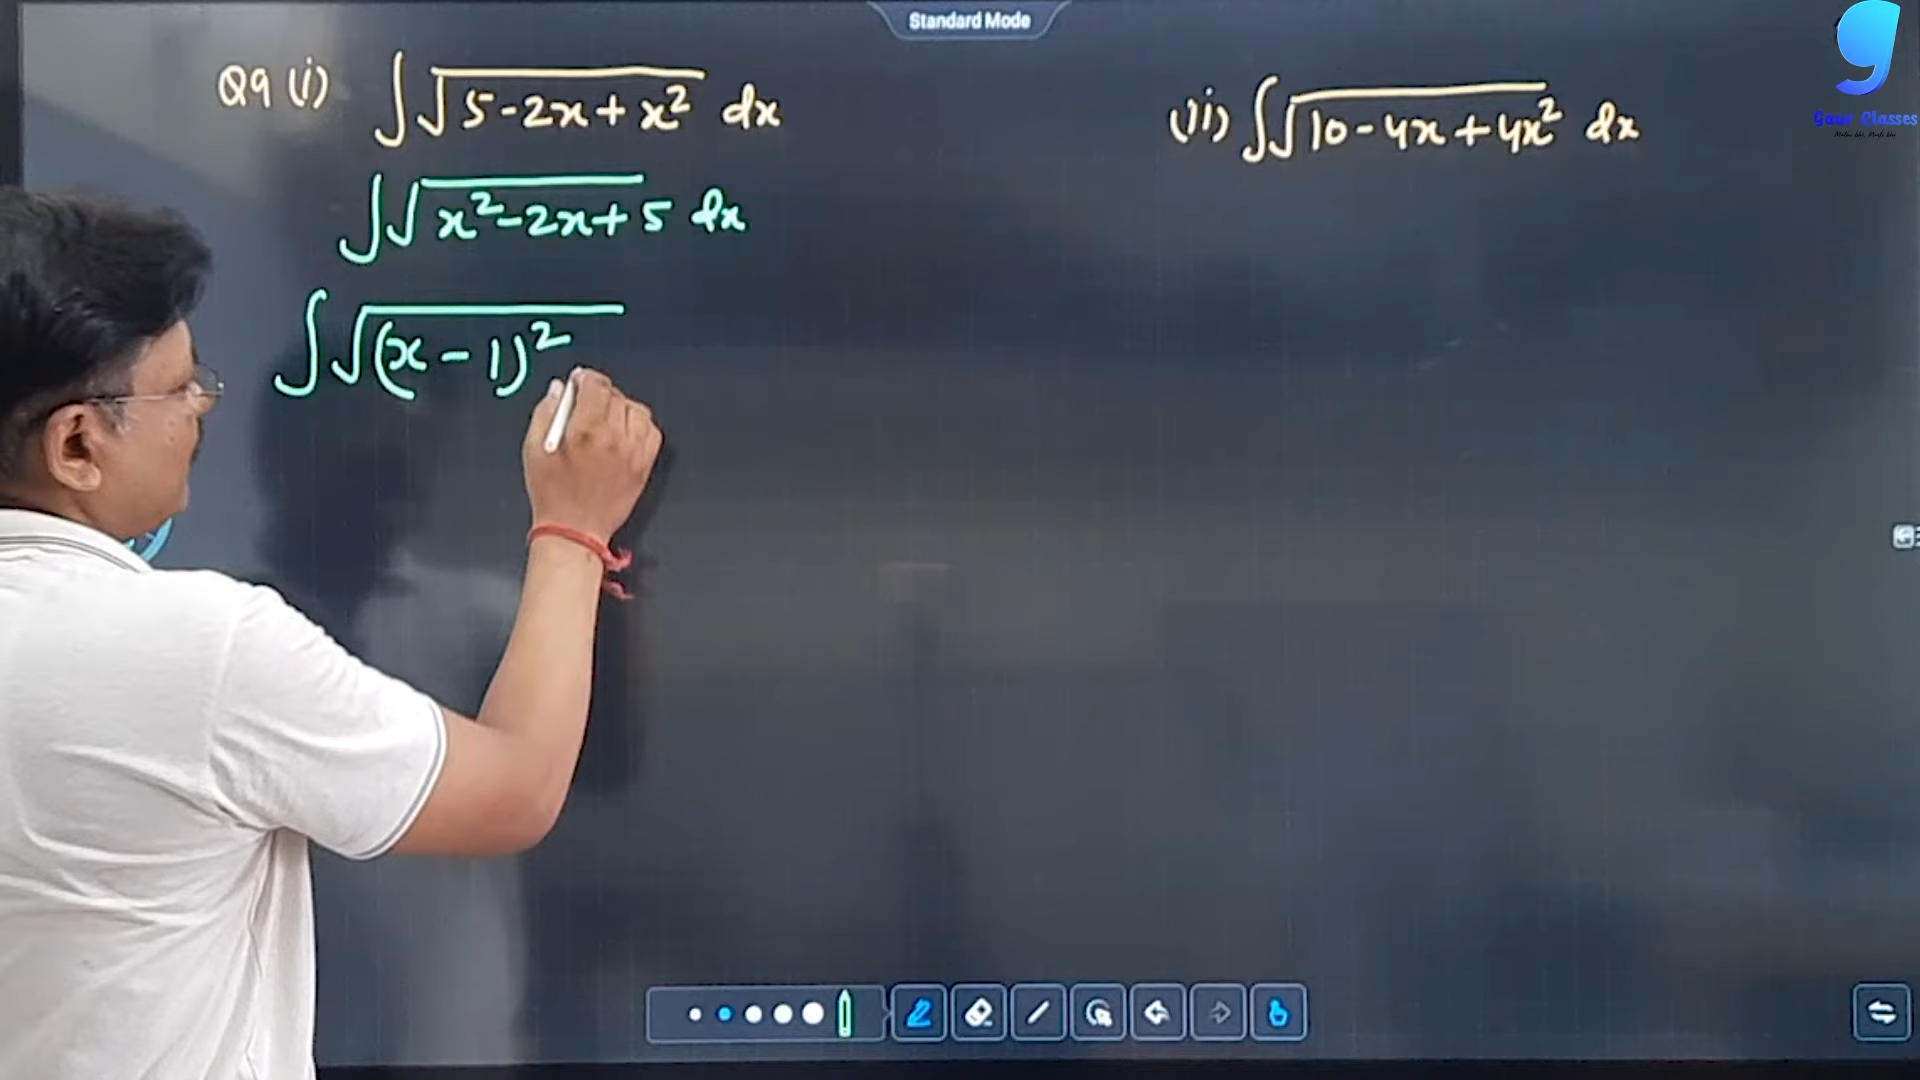 Standard Mode
Q9 (i) ∫√(5-2x+x²) dx
∫√(x²-2x+5) dx
∫√((x-1)²
(ii) ∫√(10-4x+4x²) dx
Gaur Classes